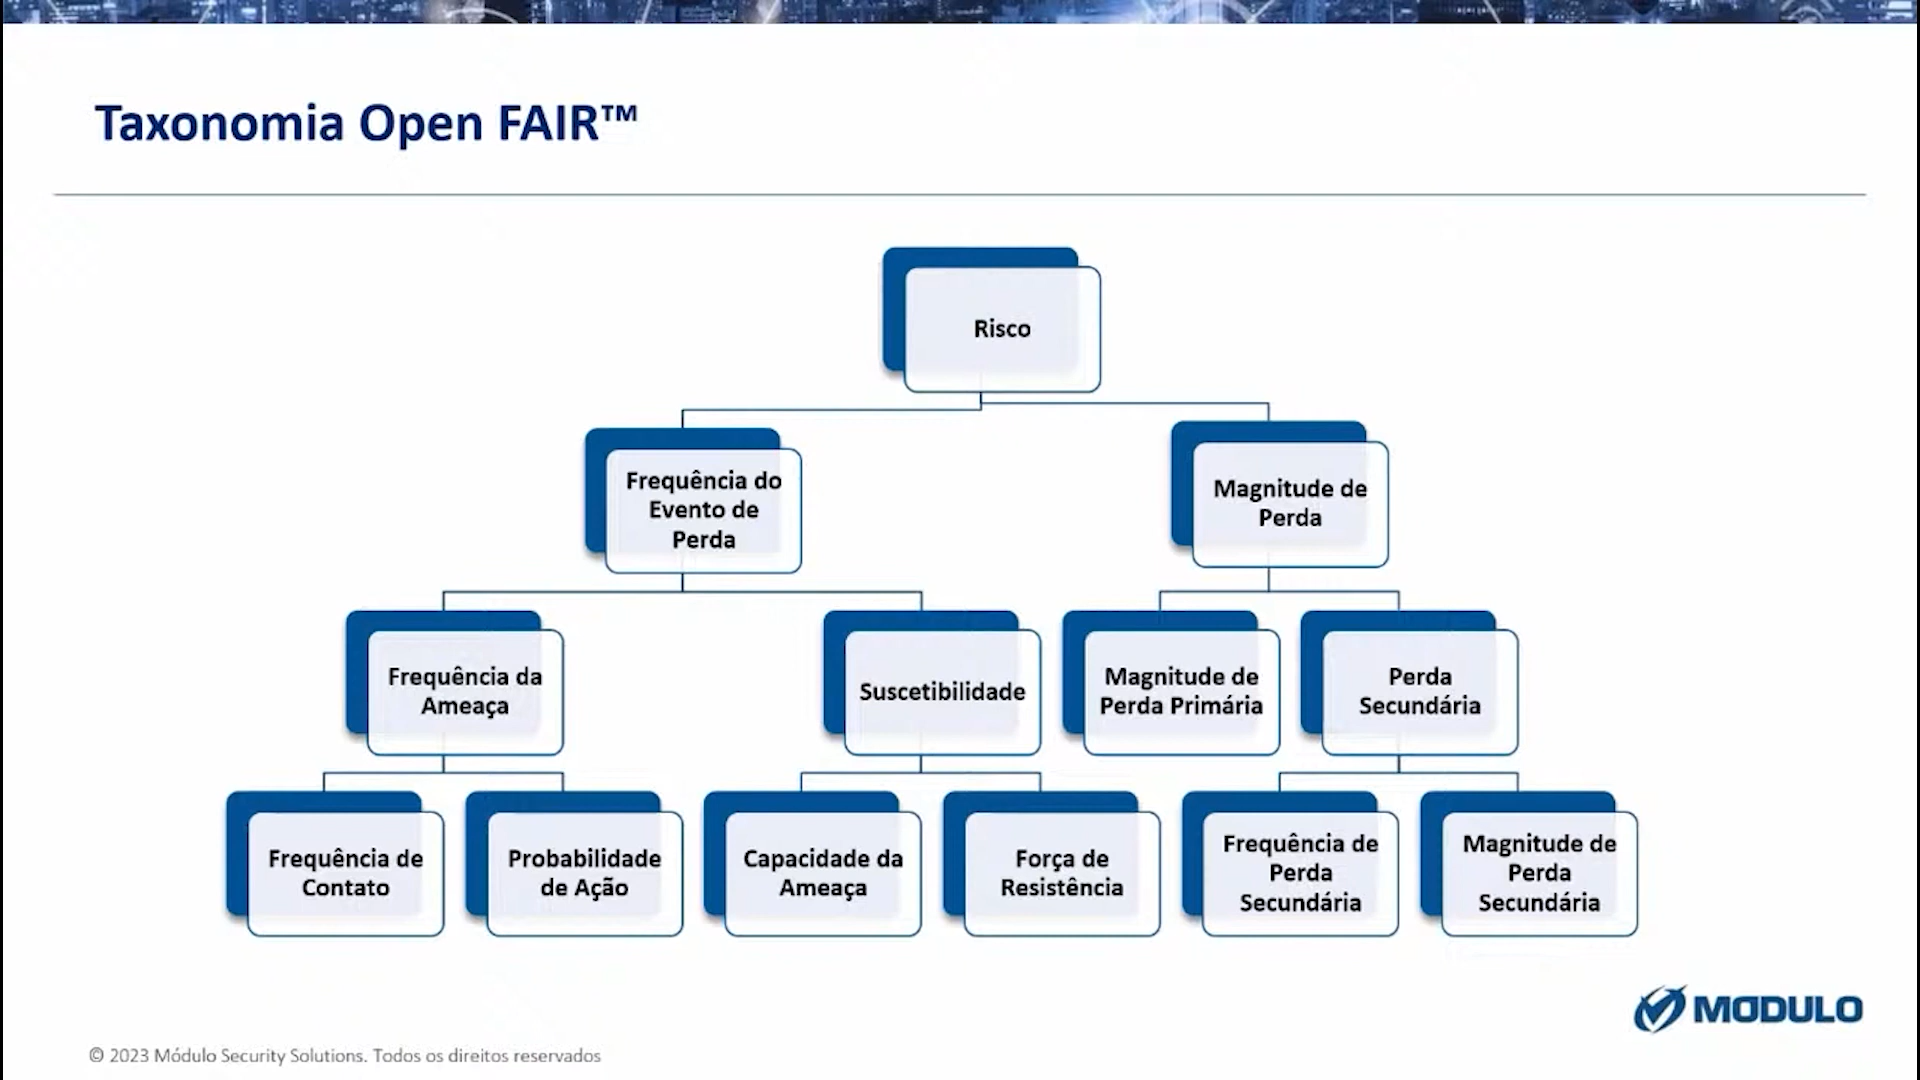 Taxonomia Open FAIR™
Risco
Frequência do
Evento de
Perda
Magnitude de
Perda
Frequência da
Ameaça
Suscetibilidade
Magnitude de
Perda Primária
Perda
Secundária
Frequência de
Contato
Probabilidade
de Ação
Capacidade da
Ameaça
Força de
Resistência
Frequência de
Perda
Secundária
Magnitude de
Perda
Secundária
MODULO
© 2023 Módulo Security Solutions. Todos os direitos reservados